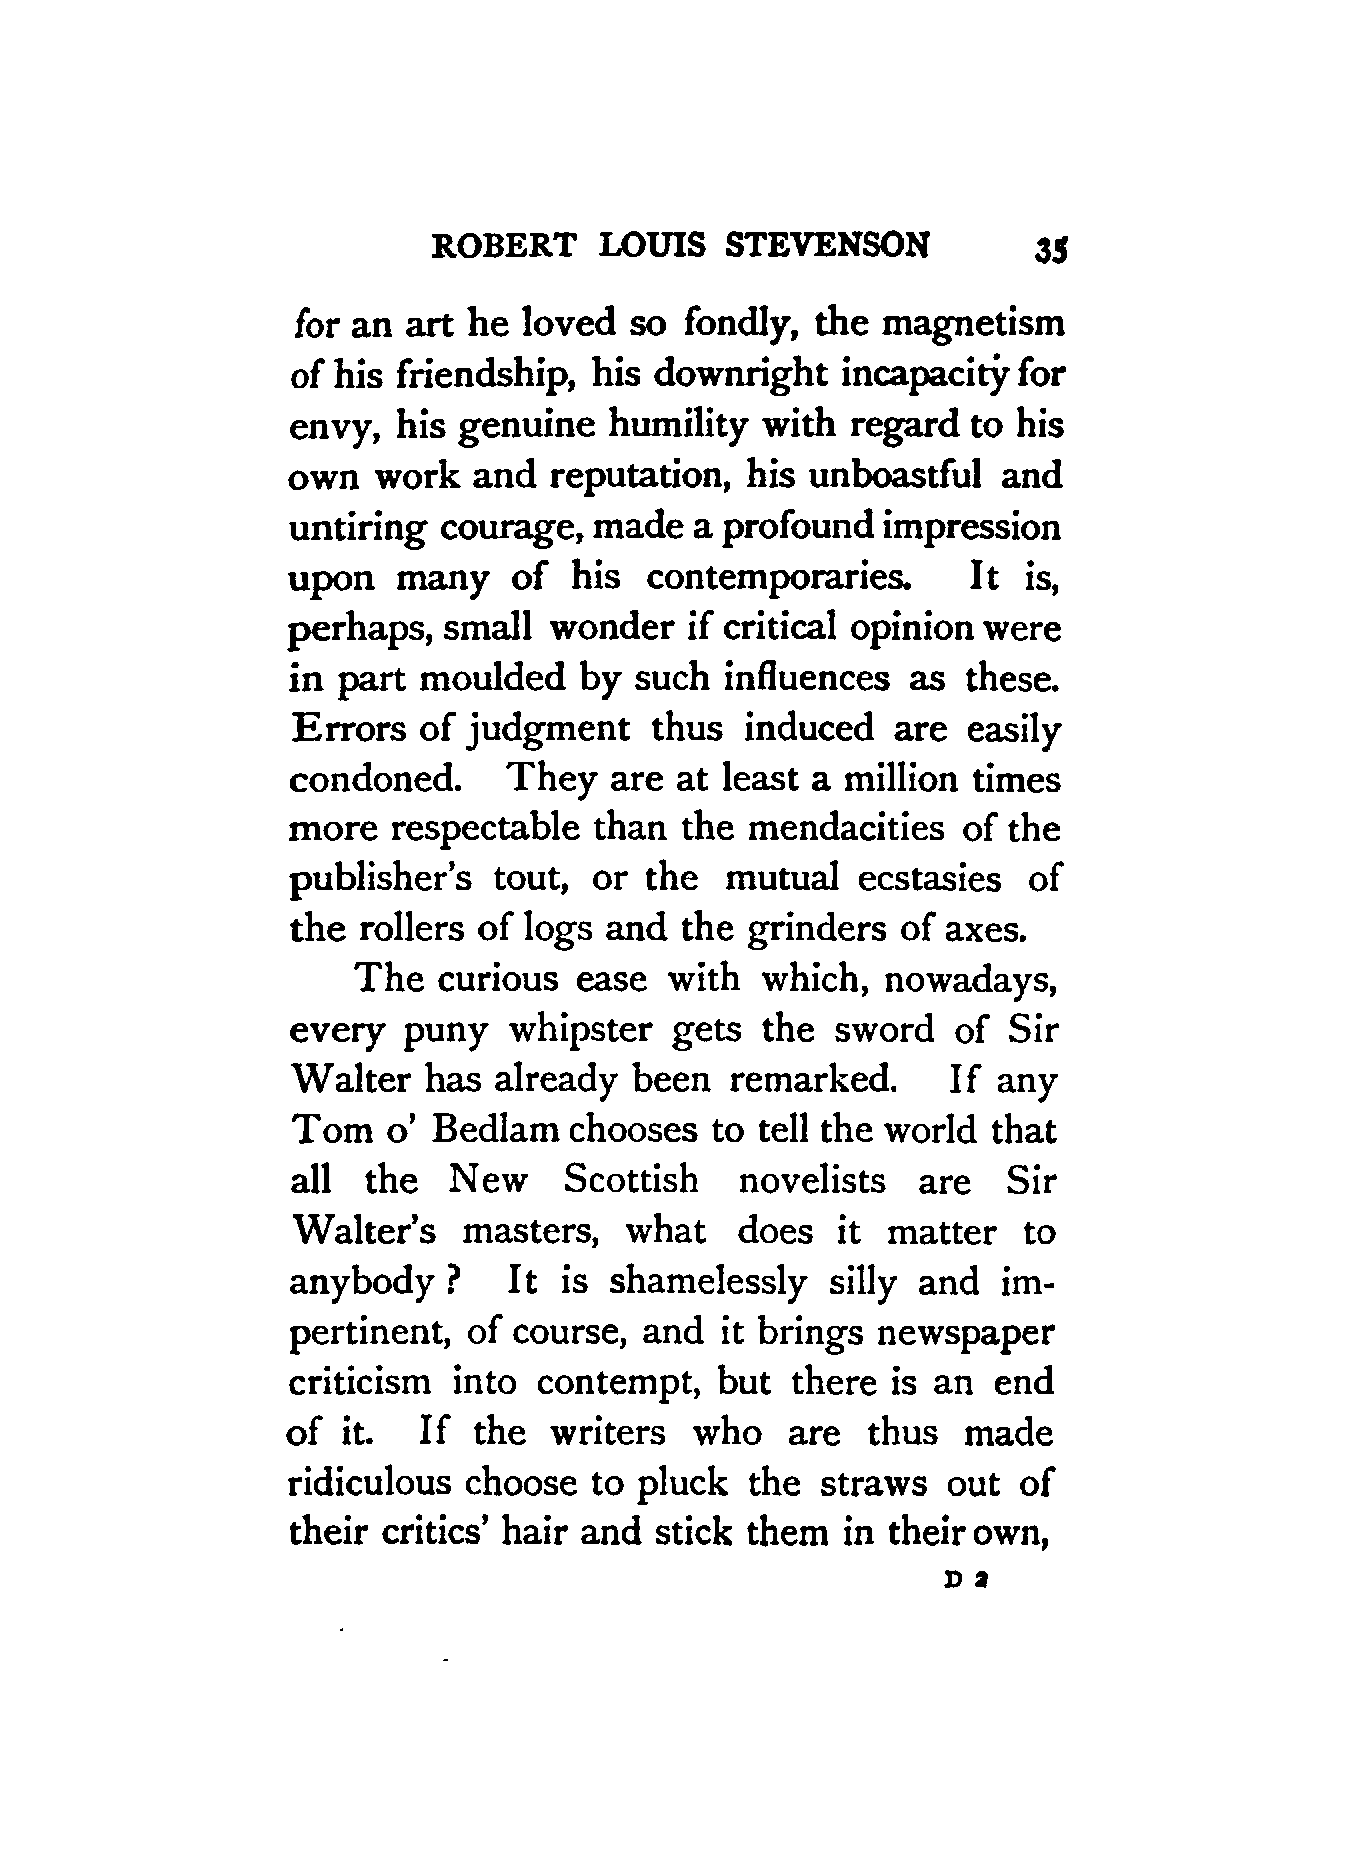 ROBERT LOUIS STEVENSON 35
for an art he loved so fondly, the magnetism
of his friendship, his downright incapacity for
envy, his genuine humility with regard to his
own work and reputation, his unboastful and
untiring courage, made a profound impression
upon many of his contemporaries. It is,
perhaps, small wonder if critical opinion were
in part moulded by such influences as these.
Errors of judgment thus induced are easily
condoned. They are at least a million times
more respectable than the mendacities of the
publisher's tout, or the mutual ecstasies of
the rollers of logs and the grinders of axes.
The curious ease with which, nowadays,
every puny whipster gets the sword of Sir
Walter has already been remarked. If any
Tom o' Bedlam chooses to tell the world that
all the New Scottish novelists are Sir
Walter's masters, what does it matter to
anybody? It is shamelessly silly and im-
pertinent, of course, and it brings newspaper
criticism into contempt, but there is an end
of it. If the writers who are thus made
ridiculous choose to pluck the straws out of
their critics' hair and stick them in their own,
D 2